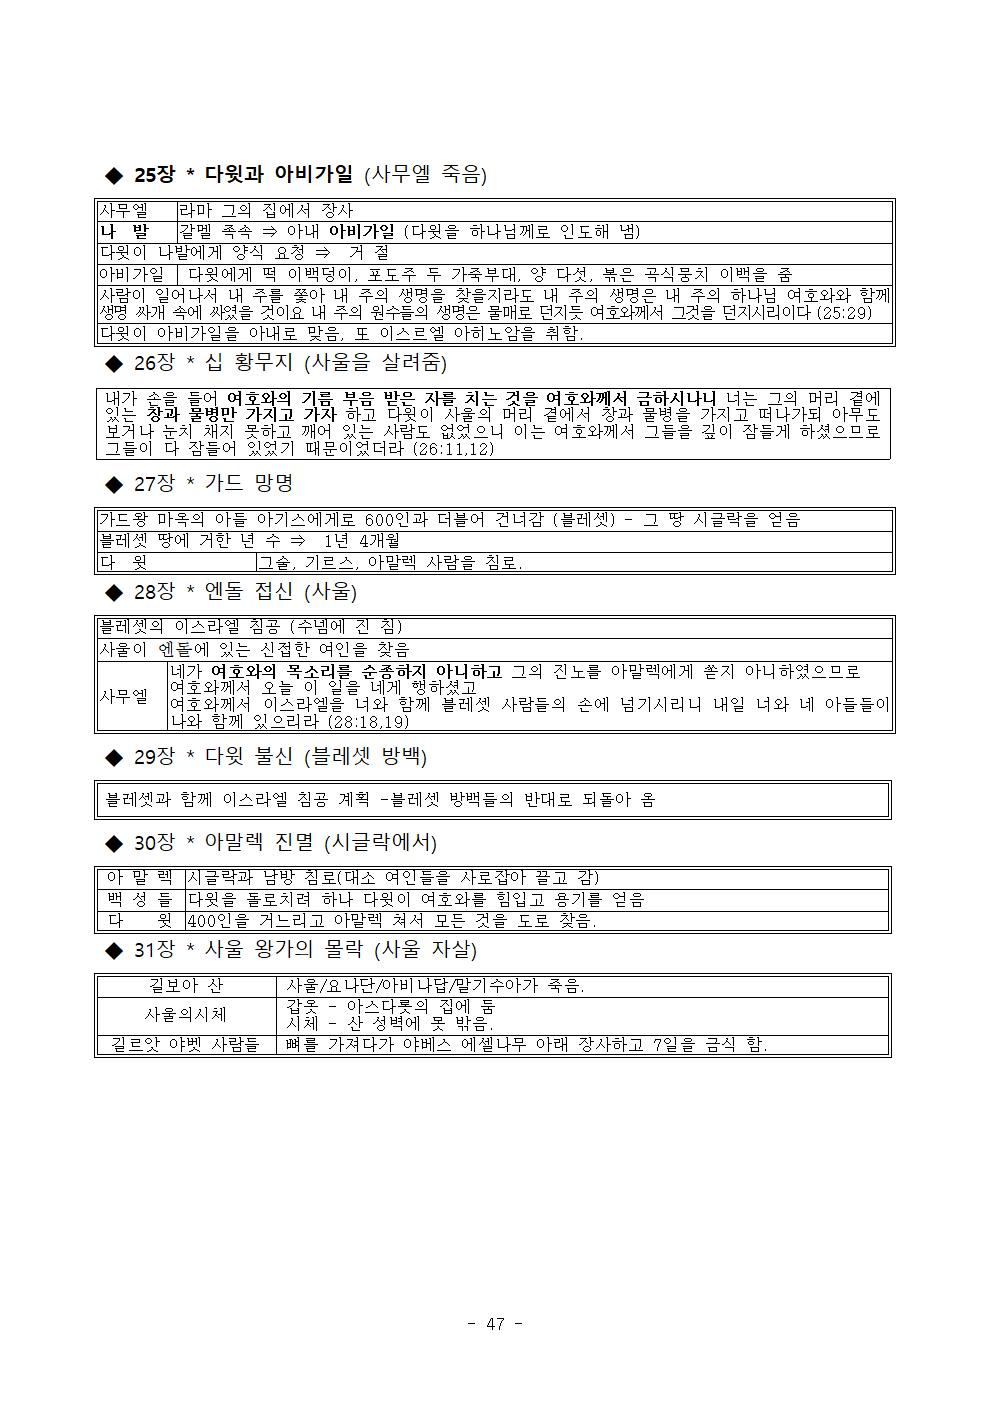 ◆ 25장 * 다윗과 아비가일 (사무엘 죽음)
사무엘 라마 그의 집에서 장사
나 발 갈멜 족속 ⇒ 아내 아비가일 (다윗을 하나님께로 인도해 냄)
다윗이 나발에게 양식 요청 ⇒ 거 절
아비가일 다윗에게 떡 이백덩이, 포도주 두 가죽부대, 양 다섯, 볶은 곡식뭉치 이백을 줌
사람이 일어나서 내 주를 쫓아 내 주의 생명을 찾을지라도 내 주의 생명은 내 주의 하나님 여호와와 함께
생명 싸개 속에 싸였을 것이요 내 주의 원수들의 생명은 물매로 던지듯 여호와께서 그것을 던지시리이다 (25:29)
다윗이 아비가일을 아내로 맞음, 또 이스르엘 아히노암을 취함.
◆ 26장 * 십 황무지 (사울을 살려줌)
내가 손을 들어 여호와의 기름 부음 받은 자를 치는 것을 여호와께서 금하시나니 너는 그의 머리 곁에
있는 창과 물병만 가지고 가자 하고 다윗이 사울의 머리 곁에서 창과 물병을 가지고 떠나가되 아무도
보거나 눈치 채지 못하고 깨어 있는 사람도 없었으니 이는 여호와께서 그들을 깊이 잠들게 하셨으므로
그들이 다 잠들어 있었기 때문이었더라 (26:11,12)
◆ 27장 * 가드 망명
가드왕 마옥의 아들 아기스에게로 600인과 더불어 건너감 (블레셋) - 그 땅 시글락을 얻음
블레셋 땅에 거한 년 수 ⇒ 1년 4개월
다 윗 그술, 기르스, 아말렉 사람을 침로.
◆ 28장 * 엔돌 접신 (사울)
블레셋의 이스라엘 침공 (수넴에 진 침)
사울이 엔돌에 있는 신접한 여인을 찾음
사무엘 네가 여호와의 목소리를 순종하지 아니하고 그의 진노를 아말렉에게 쏟지 아니하였으므로
여호와께서 오늘 이 일을 네게 행하셨고
여호와께서 이스라엘을 너와 함께 블레셋 사람들의 손에 넘기시리니 내일 너와 네 아들들이
나와 함께 있으리라 (28:18,19)
◆ 29장 * 다윗 불신 (블레셋 방백)
블레셋과 함께 이스라엘 침공 계획 -블레셋 방백들의 반대로 되돌아 옴
◆ 30장 * 아말렉 진멸 (시글락에서)
아 말 렉 시글락과 남방 침로(대소 여인들을 사로잡아 끌고 감)
백 성 들 다윗을 돌로치려 하나 다윗이 여호와를 힘입고 용기를 얻음
다 윗 400인을 거느리고 아말렉 쳐서 모든 것을 도로 찾음.
◆ 31장 * 사울 왕가의 몰락 (사울 자살)
길보아 산 사울/요나단/아비나답/말기수아가 죽음.
사울의시체 갑옷 - 아스다롯의 집에 둠
시체 - 산 성벽에 못 밖음.
길르앗 야벳 사람들 뼈를 가져다가 야베스 에셀나무 아래 장사하고 7일을 금식 함.
- 47 -